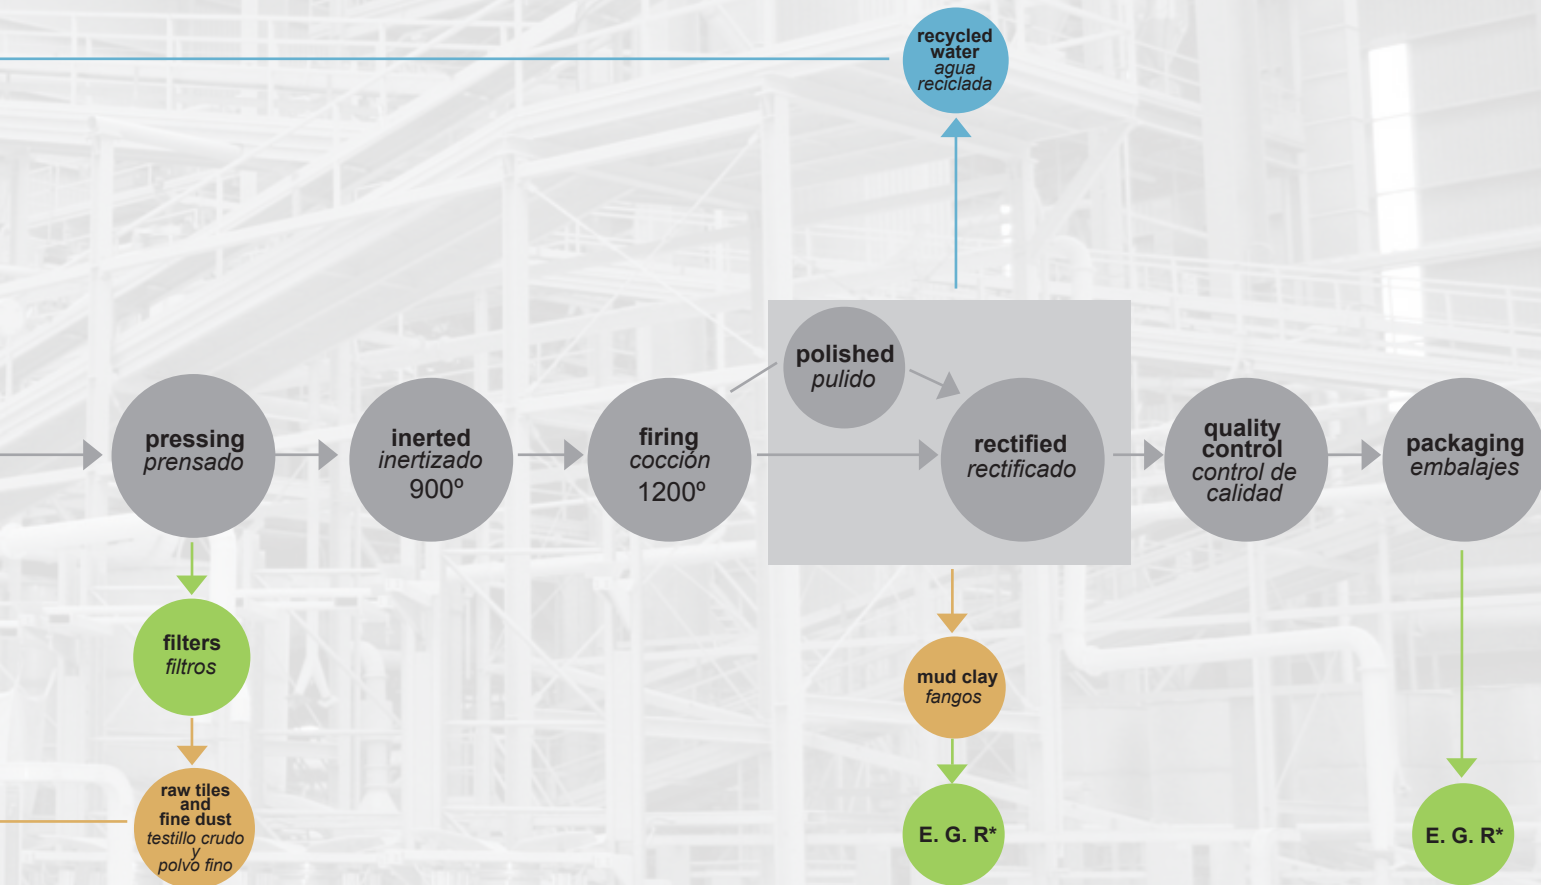 recycled
water
agua
reciclada
polished
pulido
pressing
prensado
inerted
inertizado
900º
firing
cocción
1200º
rectified
rectificado
quality
control
control de
calidad
packaging
embalajes
filters
filtros
mud clay
fangos
raw tiles
and
fine dust
testillo crudo
y
polvo fino
E. G. R*
E. G. R*